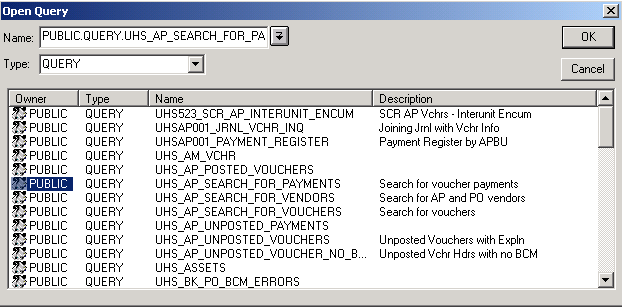 Open Query
Name: PUBLIC.QUERY.UHS_AP_SEARCH_FOR_PA OK
Type: QUERY Cancel
Owner Type Name Description
PUBLIC QUERY UHS523_SCR_AP_INTERUNIT_ENCUM SCR AP Vchrs - Interunit Encum
PUBLIC QUERY UHSAP001_JRNL_VCHR_INQ Joining Jrnl with Vchr Info
PUBLIC QUERY UHSAP001_PAYMENT_REGISTER Payment Register by APBU
PUBLIC QUERY UHS_AM_VCHR
PUBLIC QUERY UHS_AP_POSTED_VOUCHERS
PUBLIC QUERY UHS_AP_SEARCH_FOR_PAYMENTS Search for voucher payments
PUBLIC QUERY UHS_AP_SEARCH_FOR_VENDORS Search for AP and PO vendors
PUBLIC QUERY UHS_AP_SEARCH_FOR_VOUCHERS Search for vouchers
PUBLIC QUERY UHS_AP_UNPOSTED_PAYMENTS
PUBLIC QUERY UHS_AP_UNPOSTED_VOUCHERS Unposted Vouchers with Expln
PUBLIC QUERY UHS_AP_UNPOSTED_VOUCHER_NO_B... Unposted Vchr Hdrs with no BCM
PUBLIC QUERY UHS_ASSETS
PUBLIC QUERY UHS_BK_PO_BCM_ERRORS